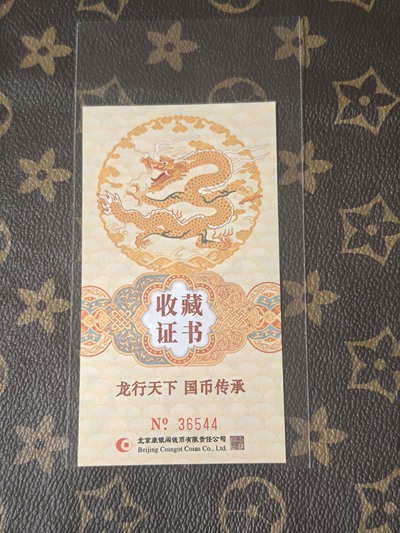 收藏
证书
龙行天下 国币传承
Nº 36544
北京康银阁钱币有限责任公司
Beijing Coingot Coins Co., Ltd.